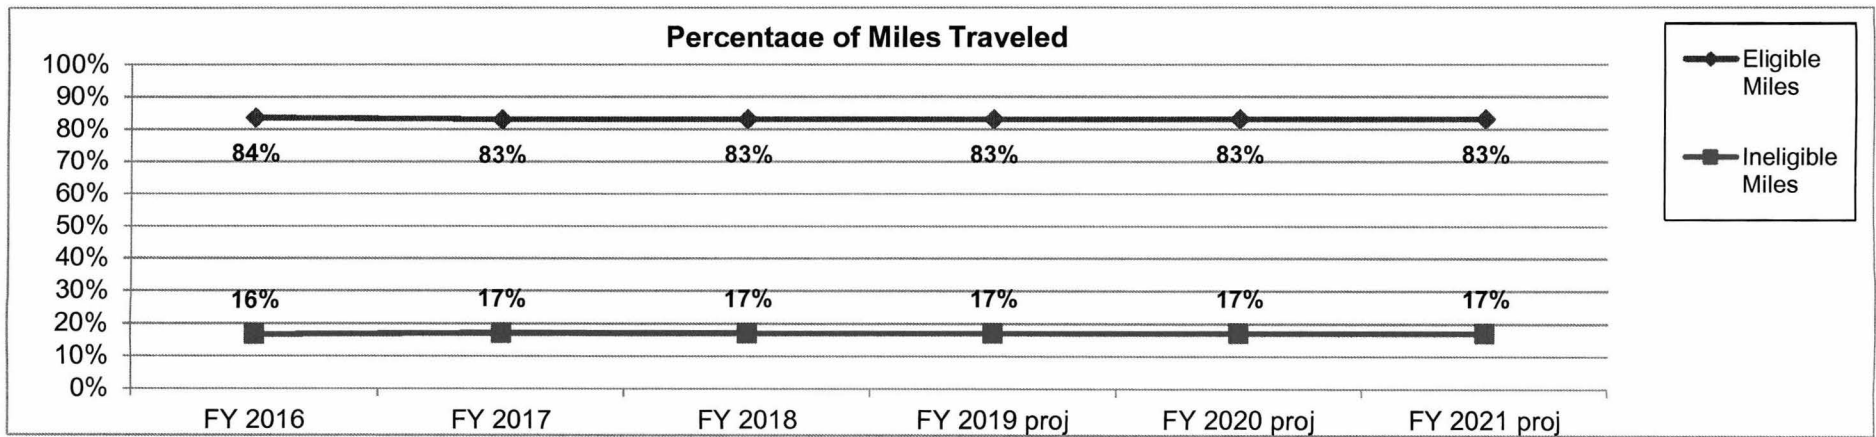 Percentage of Miles Traveled
100%
90%
80%
70%
60%
50%
40%
30%
20%
10%
0%
84% 83% 83% 83% 83% 83%
16% 17% 17% 17% 17% 17%
FY 2016 FY 2017 FY 2018 FY 2019 proj FY 2020 proj FY 2021 proj
Eligible
Miles
Ineligible
Miles